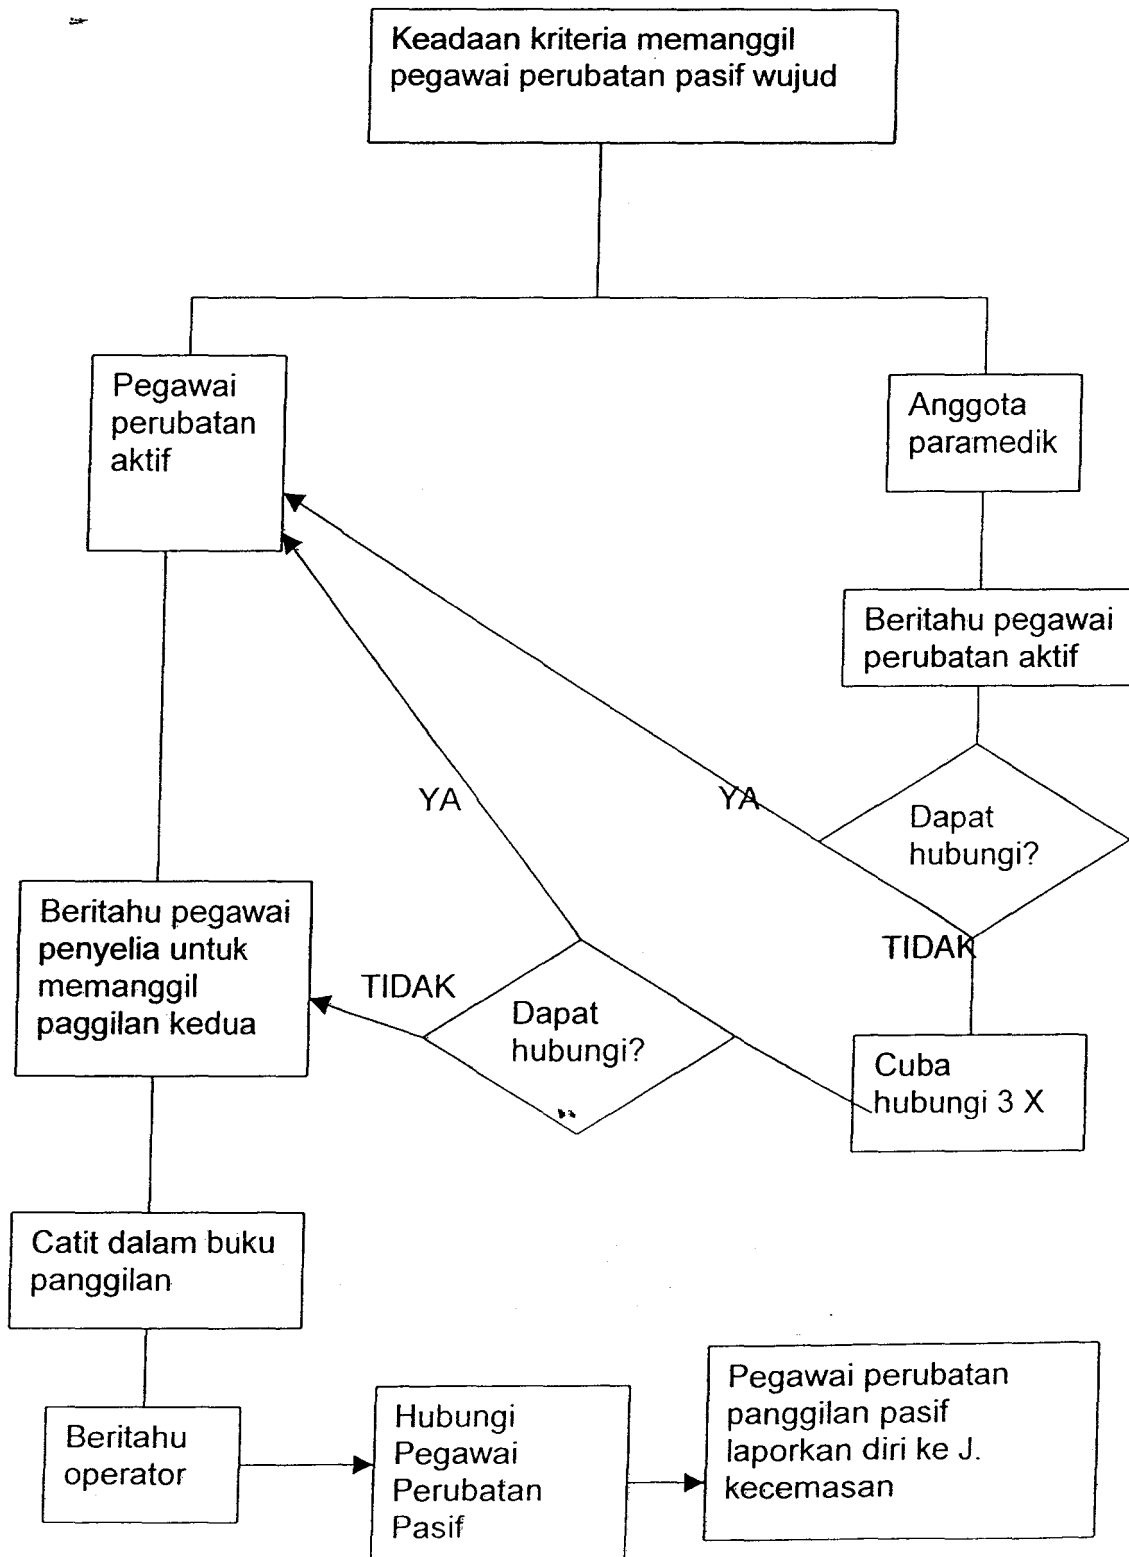 Keadaan kriteria memanggil
pegawai perubatan pasif wujud
Pegawai
perubatan
aktif
Anggota
paramedik
Beritahu pegawai
perubatan aktif
YA
YA
Dapat
hubungi?
Beritahu pegawai
penyelia untuk
memanggil
paggilan kedua
TIDAK
TIDAK
Dapat
hubungi?
Cuba
hubungi 3 X
Catit dalam buku
panggilan
Beritahu
operator
Hubungi
Pegawai
Perubatan
Pasif
Pegawai perubatan
panggilan pasif
laporkan diri ke J.
kecemasan